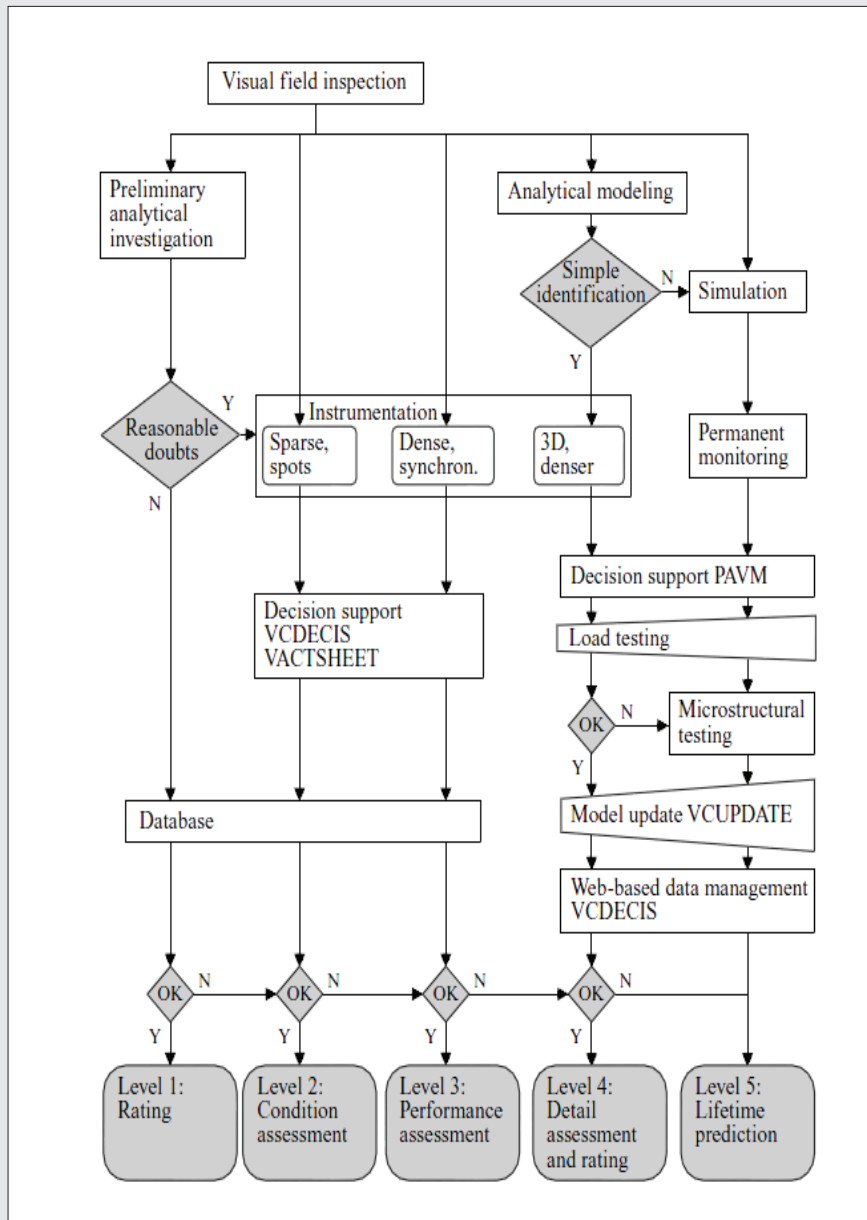 Visual field inspection
Preliminary
analytical
investigation
Analytical modeling
Simple
identification
N
Simulation
Y
Reasonable
doubts
Y
N
Instrumentation
Sparse,
spots
Dense,
synchron.
3D,
denser
Permanent
monitoring
Decision support PAVM
Decision support
VCDECIS
VACTSHEET
Load testing
OK
N
Y
Microstructural
testing
Model update VCUPDATE
Database
Web-based data management
VCDECIS
OK
N
OK
N
OK
N
OK
N
Y
Y
Y
Y
Level 1:
Rating
Level 2:
Condition
assessment
Level 3:
Performance
assessment
Level 4:
Detail
assessment
and rating
Level 5:
Lifetime
prediction